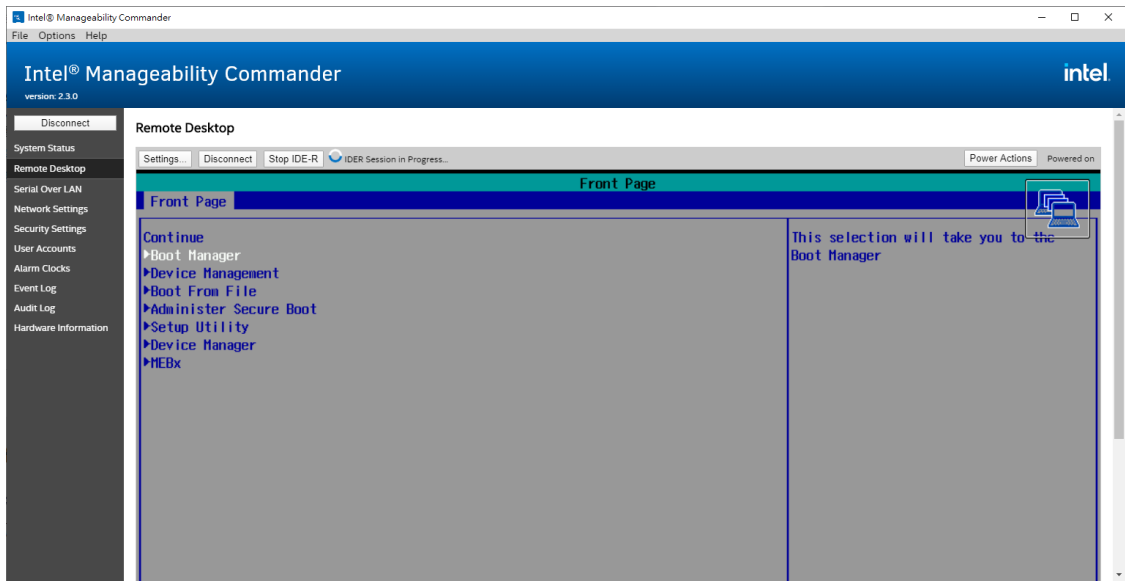 Intel® Manageability Commander
File Options Help
Intel® Manageability Commander
intel.
version: 2.3.0
Disconnect
System Status
Remote Desktop
Serial Over LAN
Network Settings
Security Settings
User Accounts
Alarm Clocks
Event Log
Audit Log
Hardware Information
Remote Desktop
Settings... Disconnect Stop IDE-R IDER Session in Progress... Power Actions Powered on
Front Page
Front Page
Continue
Boot Manager
Device Management
Boot From File
Administer Secure Boot
Setup Utility
Device Manager
MEBx
This selection will take you to the
Boot Manager